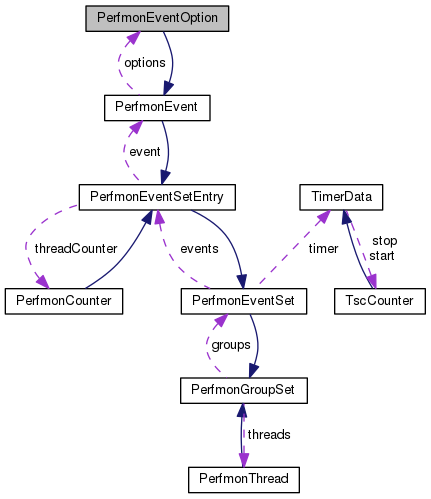 PerfmonEventOption
options
PerfmonEvent
event
PerfmonEventSetEntry
TimerData
threadCounter
events
timer
stop
start
PerfmonCounter
PerfmonEventSet
TscCounter
groups
PerfmonGroupSet
threads
PerfmonThread